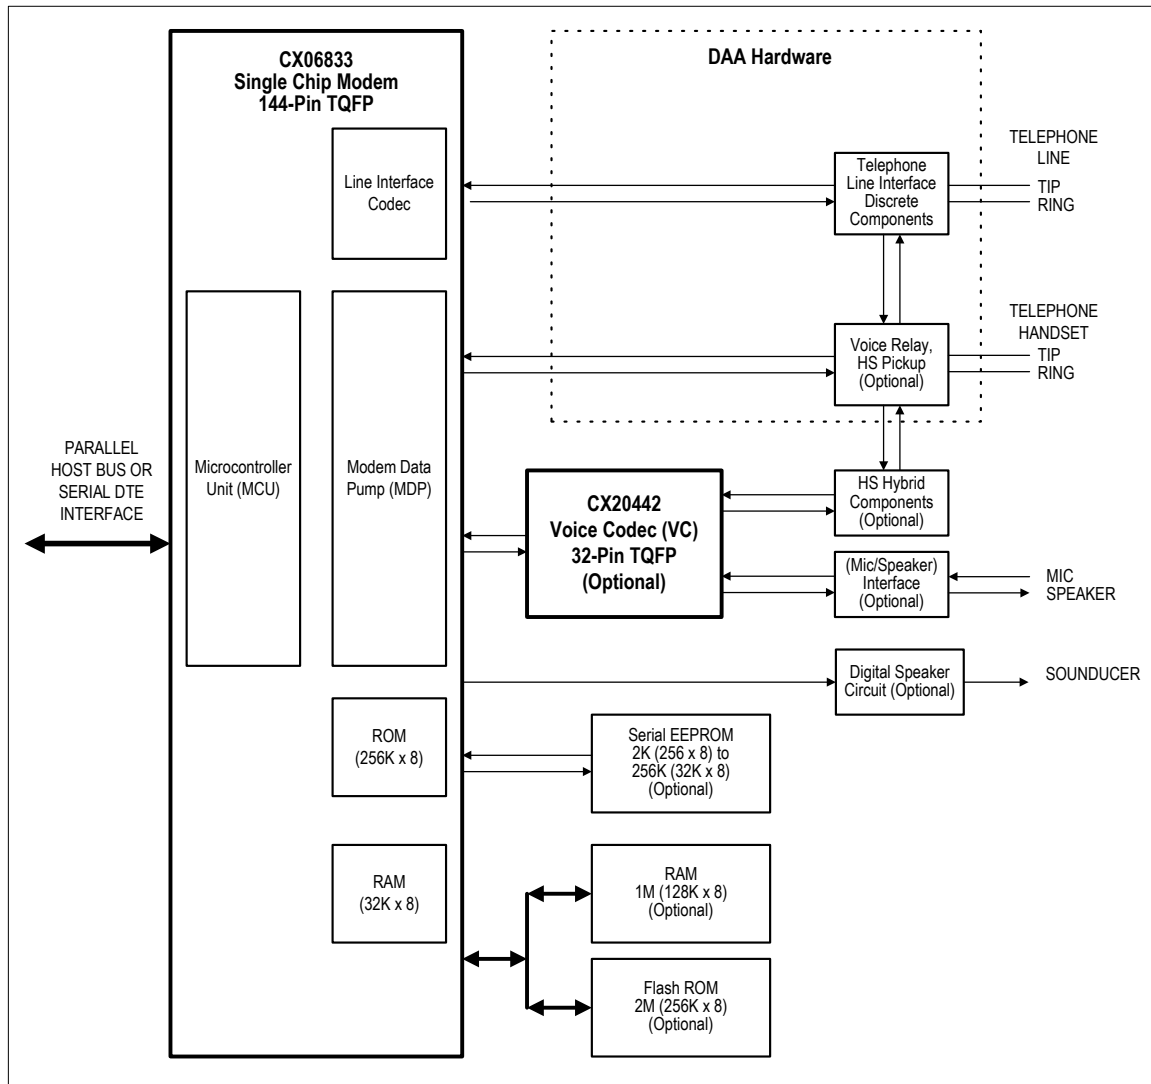 CX06833
Single Chip Modem
144-Pin TQFP
DAA Hardware
Line Interface
Codec
Telephone
Line Interface
Discrete
Components
TELEPHONE
LINE
TIP
RING
Microcontroller
Unit (MCU)
Modem Data
Pump (MDP)
Voice Relay,
HS Pickup
(Optional)
TELEPHONE
HANDSET
TIP
RING
PARALLEL
HOST BUS OR
SERIAL DTE
INTERFACE
CX20442
Voice Codec (VC)
32-Pin TQFP
(Optional)
HS Hybrid
Components
(Optional)
(Mic/Speaker)
Interface
(Optional)
MIC
SPEAKER
Digital Speaker
Circuit (Optional)
SOUNDUCER
ROM
(256K x 8)
Serial EEPROM
2K (256 x 8) to
256K (32K x 8)
(Optional)
RAM
(32K x 8)
RAM
1M (128K x 8)
(Optional)
Flash ROM
2M (256K x 8)
(Optional)